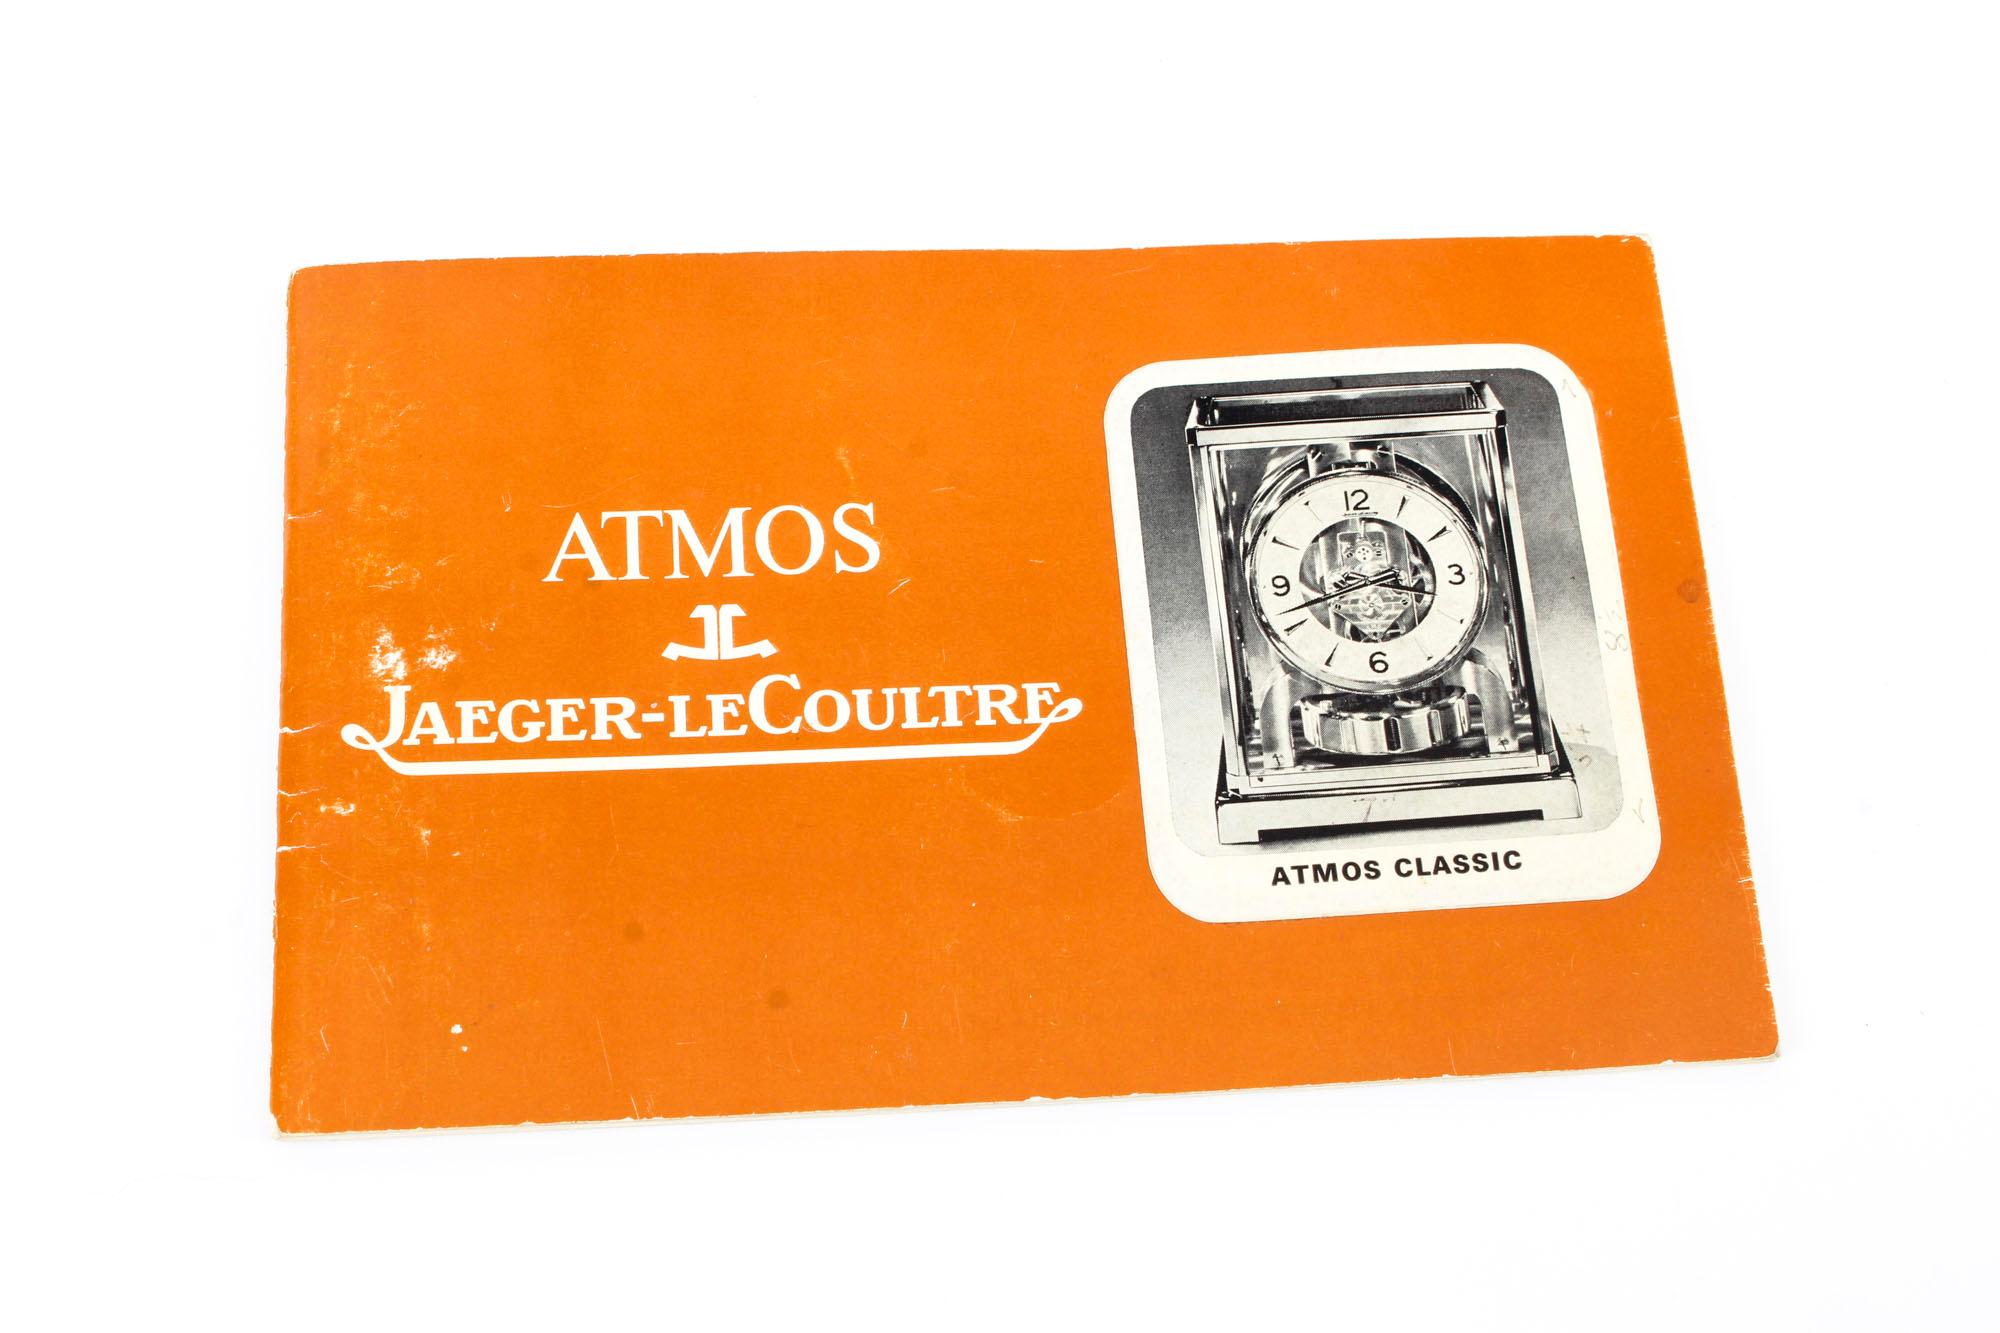 ATMOS
JAEGER-LECOULTRE
12
9
3
6
ATMOS CLASSIC